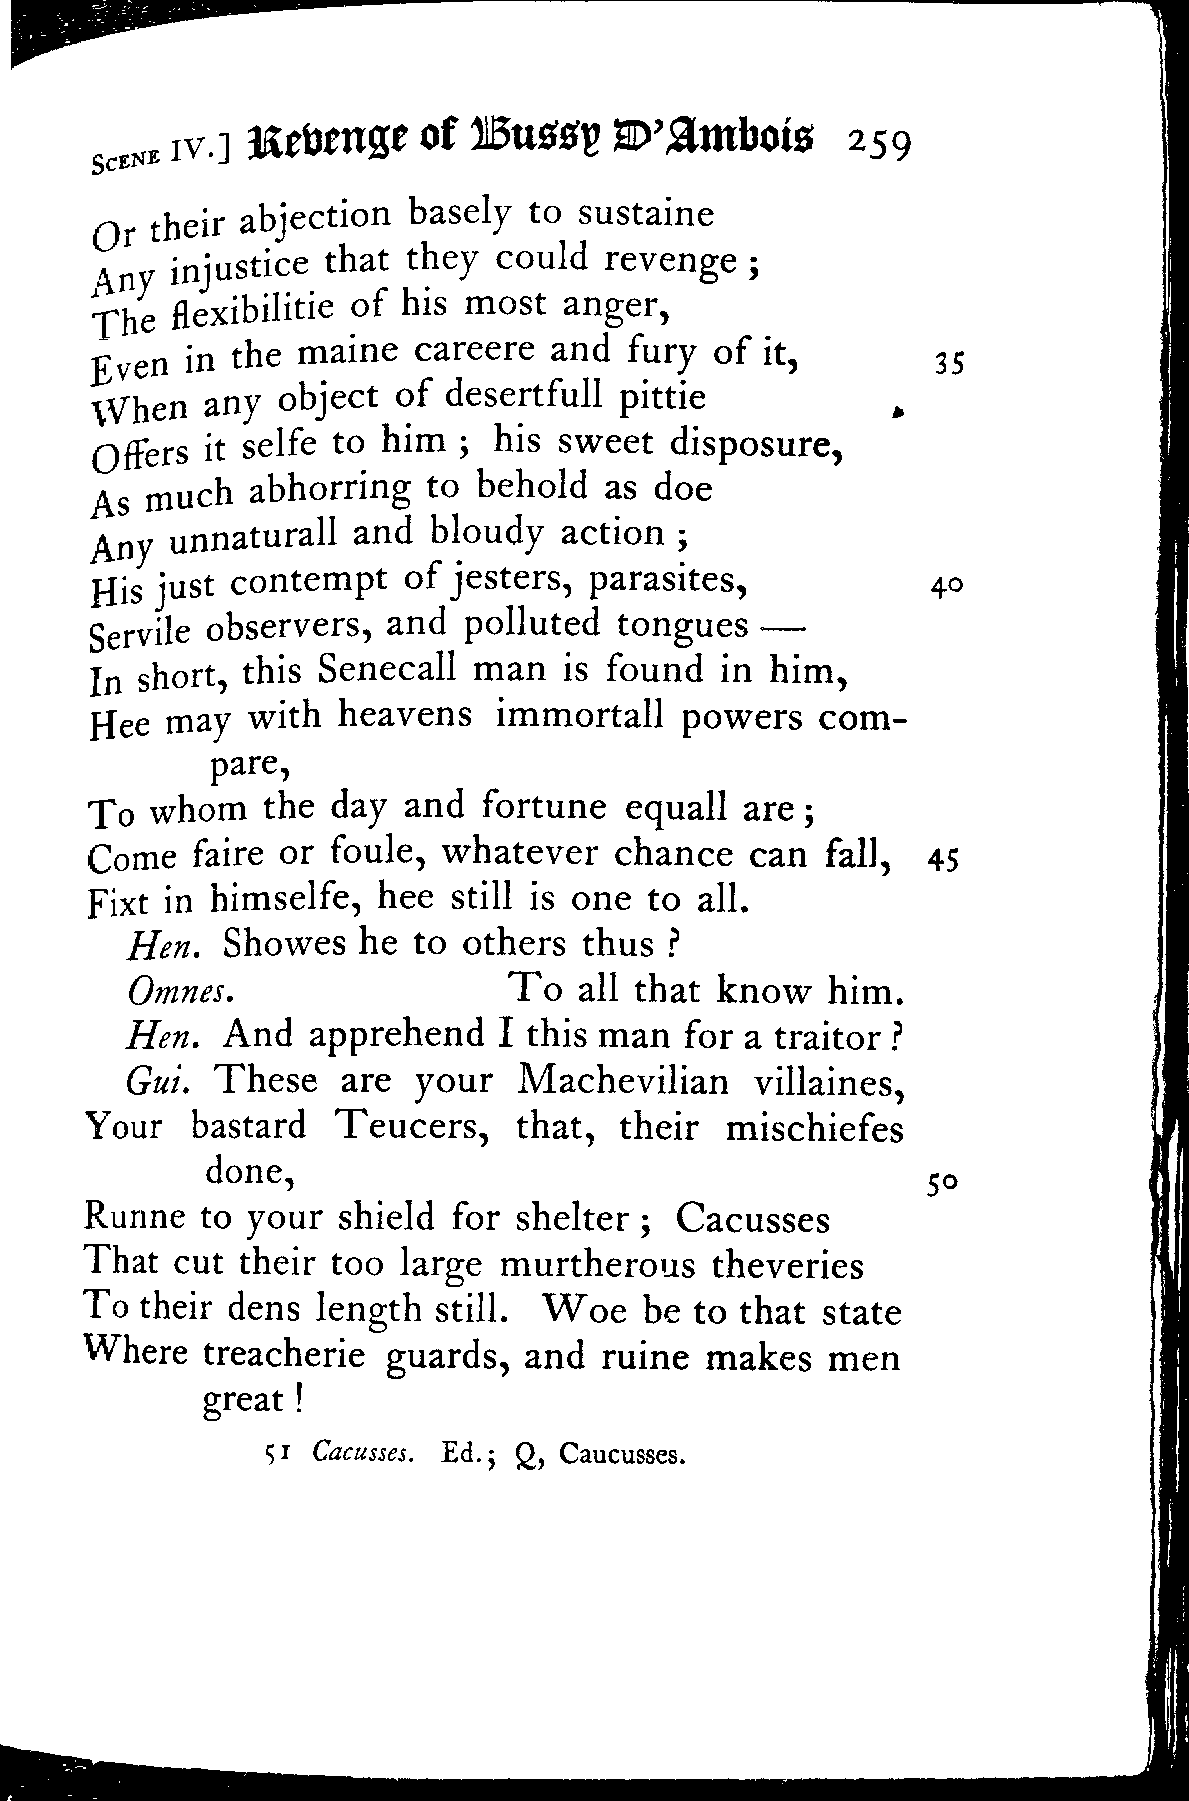 SCENE IV.] Revenge of Bussy D'Ambois 259
Or their abjection basely to sustaine
Any injustice that they could revenge ;
The flexibilitie of his most anger,
Even in the maine careere and fury of it, 35
When any object of desertfull pittie
Offers it selfe to him ; his sweet disposure,
As much abhorring to behold as doe
Any unnaturall and bloudy action ;
His just contempt of jesters, parasites, 40
Servile observers, and polluted tongues —
In short, this Senecall man is found in him,
Hee may with heavens immortall powers com-
pare,
To whom the day and fortune equall are ;
Come faire or foule, whatever chance can fall, 45
Fixt in himselfe, hee still is one to all.
Hen. Showes he to others thus ?
Omnes. To all that know him.
Hen. And apprehend I this man for a traitor ?
Gui. These are your Machevilian villaines,
Your bastard Teucers, that, their mischiefes
done, 50
Runne to your shield for shelter ; Cacusses
That cut their too large murtherous theveries
To their dens length still. Woe be to that state
Where treacherie guards, and ruine makes men
great !
51 Cacusses. Ed.; Q, Caucusses.